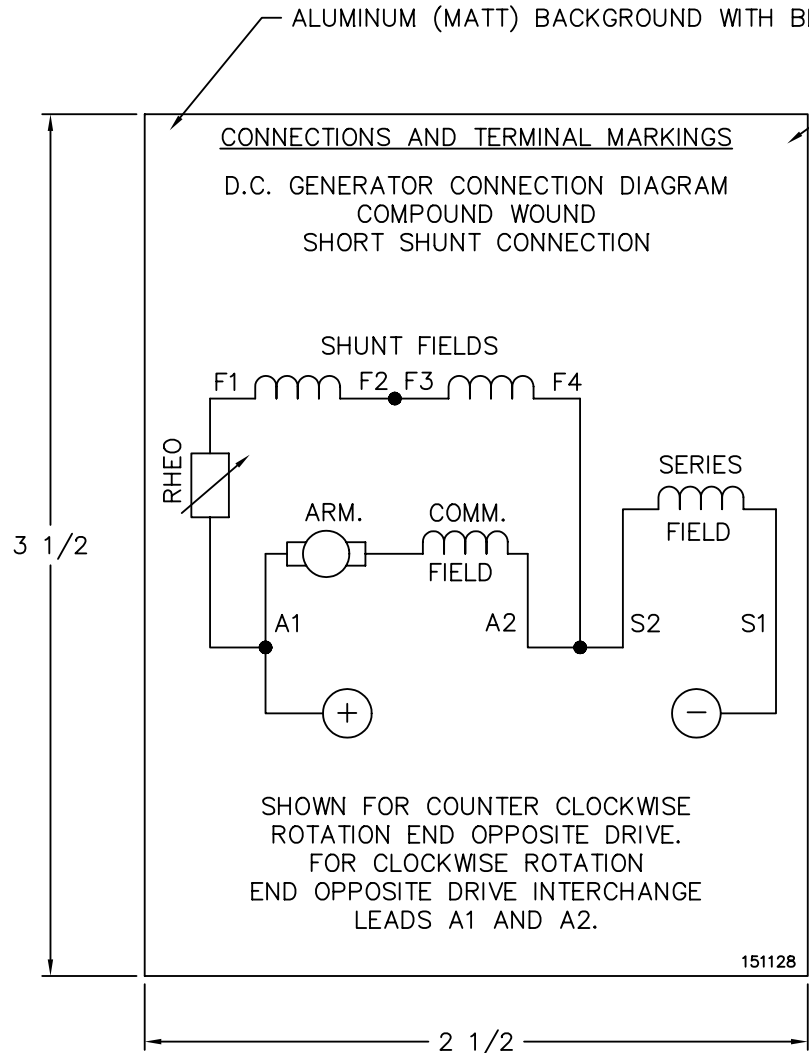 ALUMINUM (MATT) BACKGROUND WITH
CONNECTIONS AND TERMINAL MARKINGS
D.C. GENERATOR CONNECTION DIAGRAM
COMPOUND WOUND
SHORT SHUNT CONNECTION
SHUNT FIELDS
F1 F2 F3 F4
RHEO
SERIES
FIELD
ARM. COMM.
FIELD
3 1/2
A1 A2 S2 S1
+ −
SHOWN FOR COUNTER CLOCKWISE
ROTATION END OPPOSITE DRIVE.
FOR CLOCKWISE ROTATION
END OPPOSITE DRIVE INTERCHANGE
LEADS A1 AND A2.
151128
2 1/2